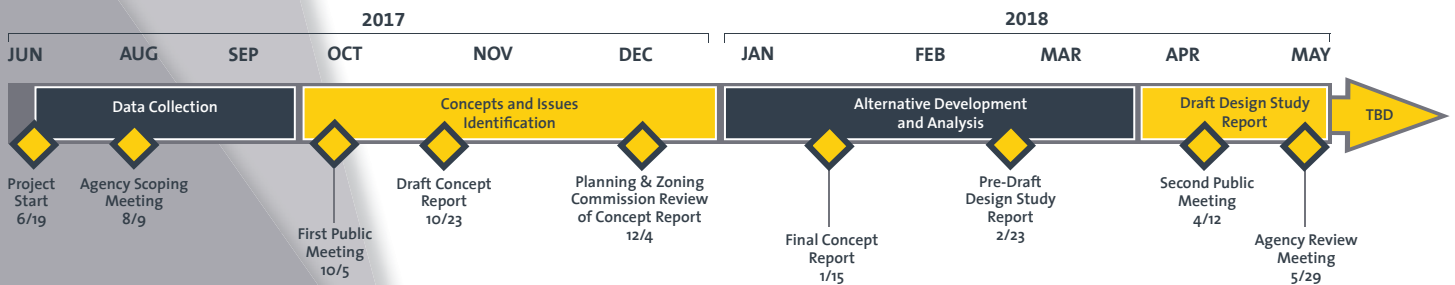 2017
2018
JUN
AUG
SEP
OCT
NOV
DEC
JAN
FEB
MAR
APR
MAY
Data Collection
Concepts and Issues
Identification
Alternative Development
and Analysis
Draft Design Study
Report
TBD
Project
Start
6/19
Agency Scoping
Meeting
8/9
First Public
Meeting
10/5
Draft Concept
Report
10/23
Planning & Zoning
Commission Review
of Concept Report
12/4
Final Concept
Report
1/15
Pre-Draft
Design Study
Report
2/23
Second Public
Meeting
4/12
Agency Review
Meeting
5/29